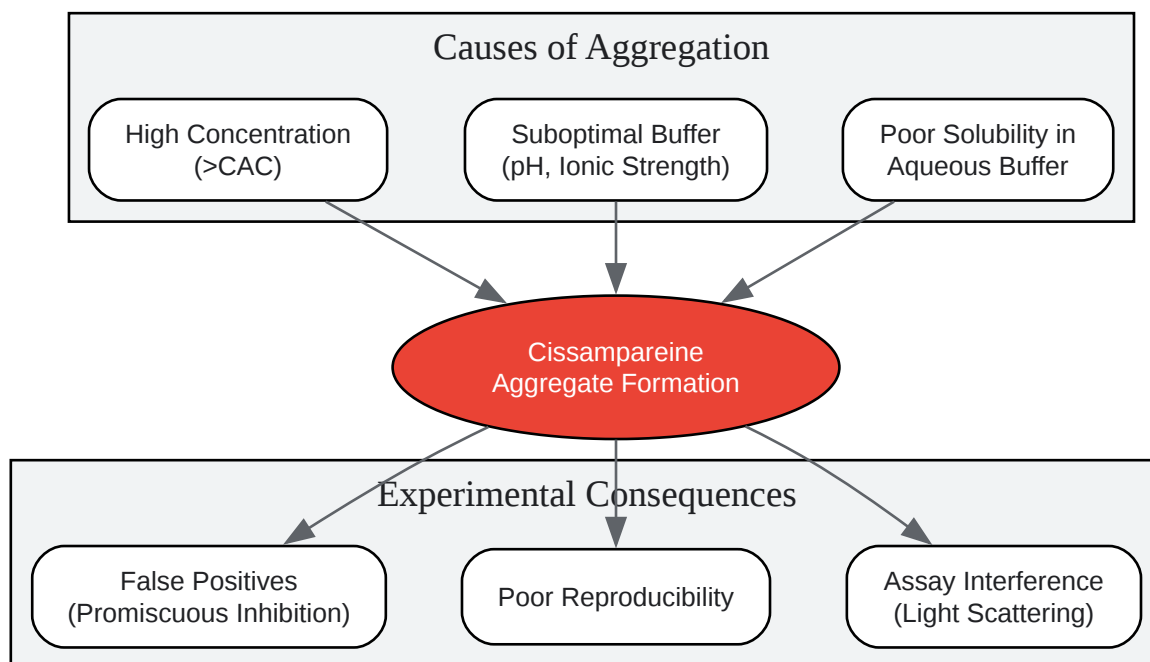 Causes of Aggregation
High Concentration
(>CAC)
Suboptimal Buffer
(pH, Ionic Strength)
Poor Solubility in
Aqueous Buffer
Cissampareine
Aggregate Formation
Experimental Consequences
False Positives
(Promiscuous Inhibition)
Poor Reproducibility
Assay Interference
(Light Scattering)